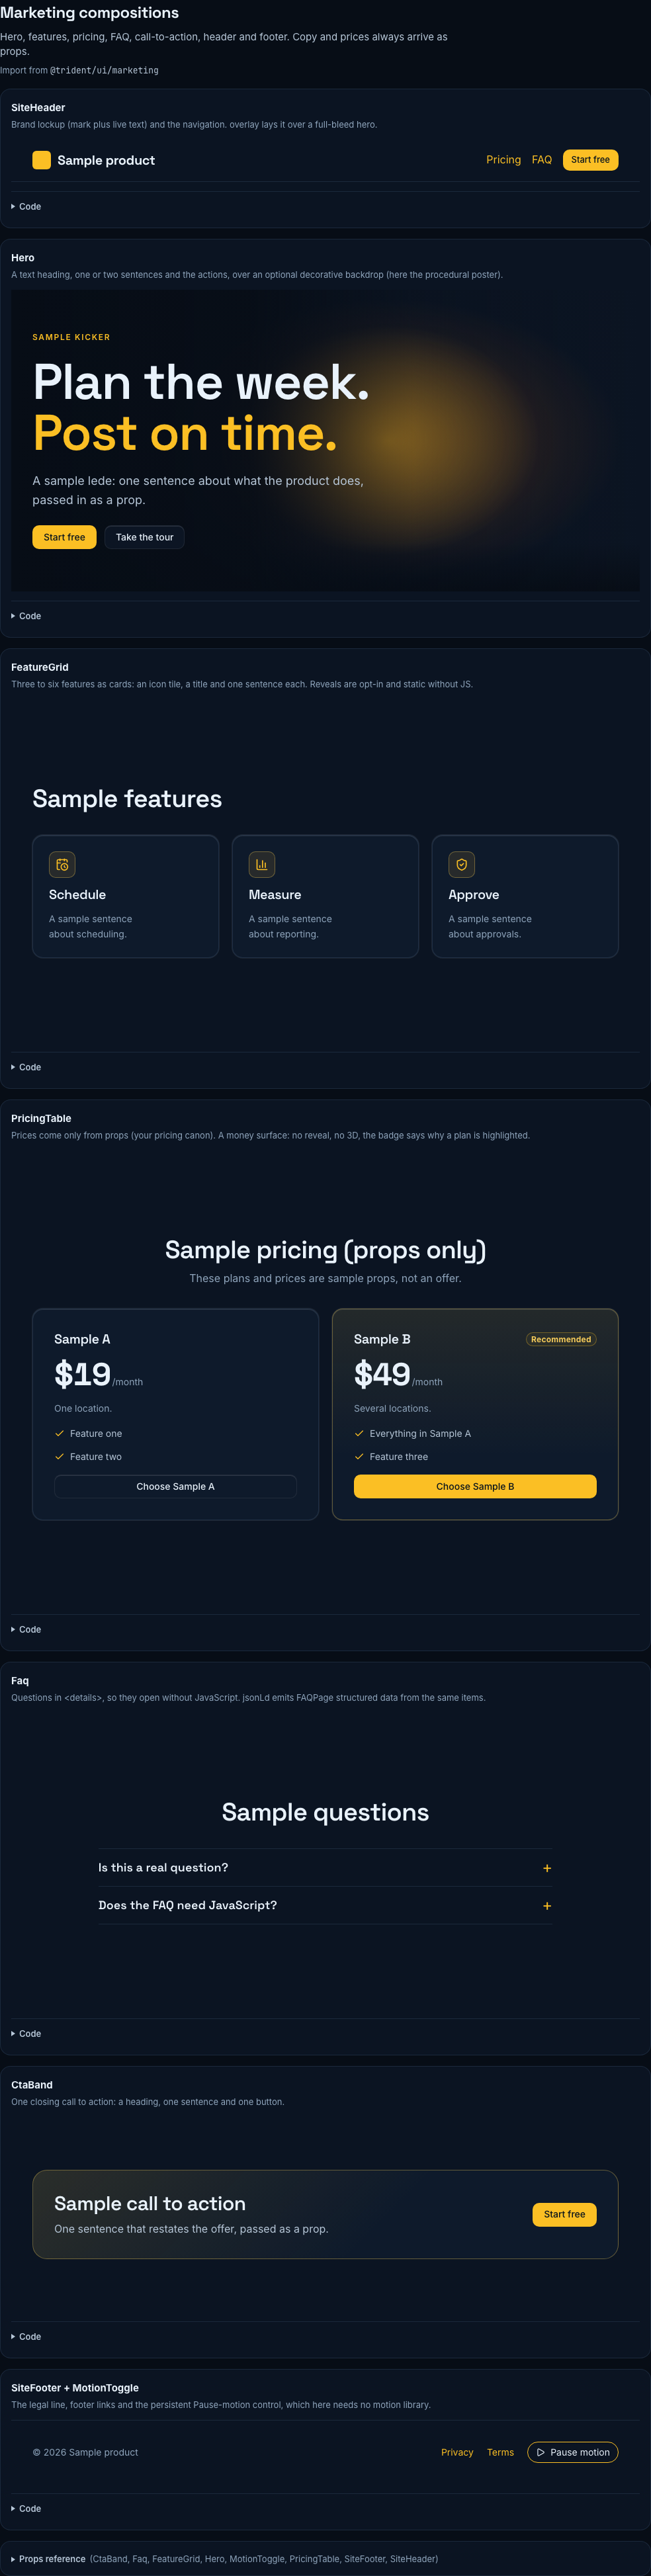 Marketing compositions
Hero, features, pricing, FAQ, call-to-action, header and footer. Copy and prices always arrive as
props.
Import from @trident/ui/marketing
SiteHeader
Brand lockup (mark plus live text) and the navigation. overlay lays it over a full-bleed hero.
Sample product
Pricing FAQ Start free
Code
Hero
A text heading, one or two sentences and the actions, over an optional decorative backdrop (here the procedural poster).
SAMPLE KICKER
Plan the week.
Post on time.
A sample lede: one sentence about what the product does,
passed in as a prop.
Start free Take the tour
Code
FeatureGrid
Three to six features as cards: an icon tile, a title and one sentence each. Reveals are opt-in and static without JS.
Sample features
Schedule
A sample sentence
about scheduling.
Measure
A sample sentence
about reporting.
Approve
A sample sentence
about approvals.
Code
PricingTable
Prices come only from props (your pricing canon). A money surface: no reveal, no 3D, the badge says why a plan is highlighted.
Sample pricing (props only)
These plans and prices are sample props, not an offer.
Sample A
$19/month
One location.
Feature one
Feature two
Choose Sample A
Sample B
Recommended
$49/month
Several locations.
Everything in Sample A
Feature three
Choose Sample B
Code
Faq
Questions in <details>, so they open without JavaScript. jsonLd emits FAQPage structured data from the same items.
Sample questions
Is this a real question? +
Does the FAQ need JavaScript? +
Code
CtaBand
One closing call to action: a heading, one sentence and one button.
Sample call to action
One sentence that restates the offer, passed as a prop.
Start free
Code
SiteFooter + MotionToggle
The legal line, footer links and the persistent Pause-motion control, which here needs no motion library.
© 2026 Sample product
Privacy Terms Pause motion
Code
Props reference (CtaBand, Faq, FeatureGrid, Hero, MotionToggle, PricingTable, SiteFooter, SiteHeader)